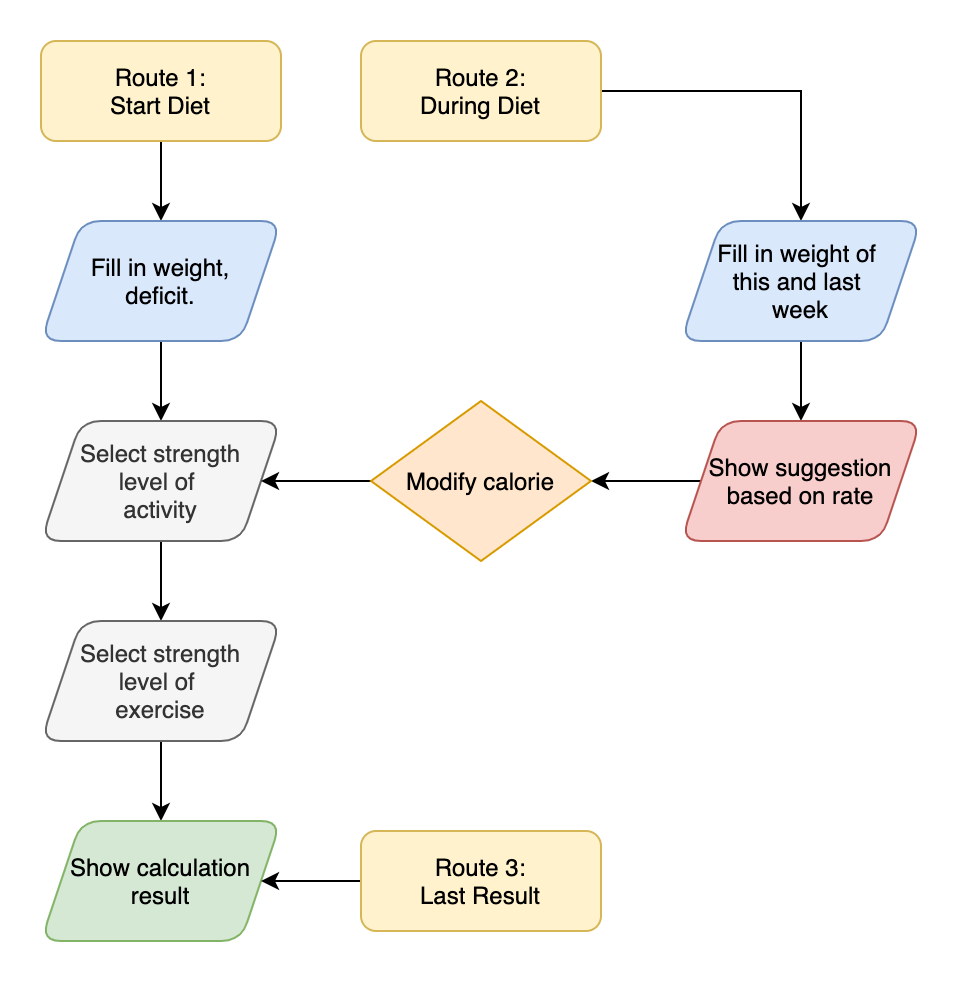 Route 1:
Start Diet
Route 2:
During Diet
Fill in weight,
deficit.
Fill in weight of
this and last
week
Select strength
level of
activity
Modify calorie
Show suggestion
based on rate
Select strength
level of
exercise
Show calculation
result
Route 3:
Last Result